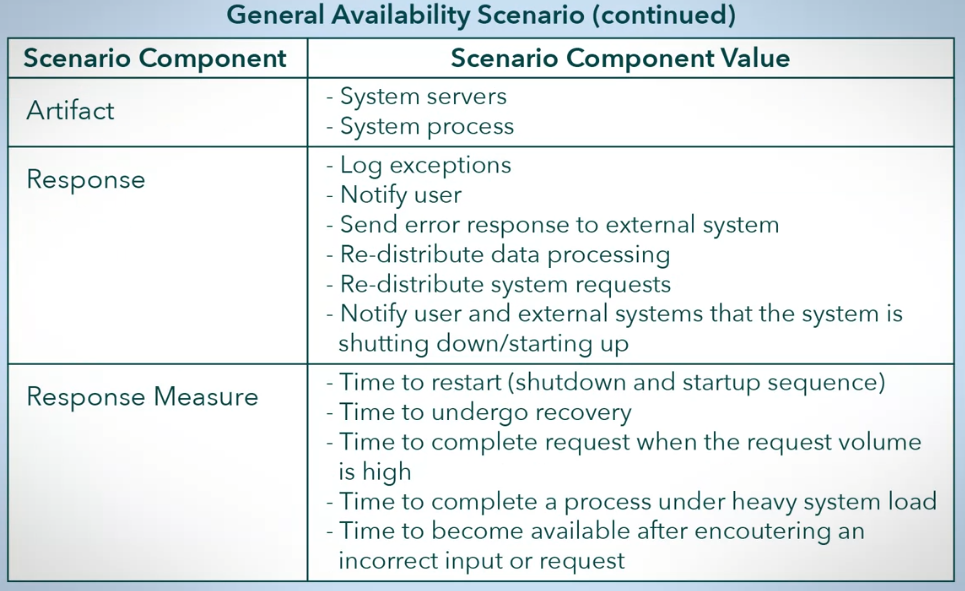 General Availability Scenario (continued)
Scenario Component
Scenario Component Value
Artifact
- System servers
- System process
Response
- Log exceptions
- Notify user
- Send error response to external system
- Re-distribute data processing
- Re-distribute system requests
- Notify user and external systems that the system is
shutting down/starting up
Response Measure
- Time to restart (shutdown and startup sequence)
- Time to undergo recovery
- Time to complete request when the request volume
is high
- Time to complete a process under heavy system load
- Time to become available after encoutering an
incorrect input or request